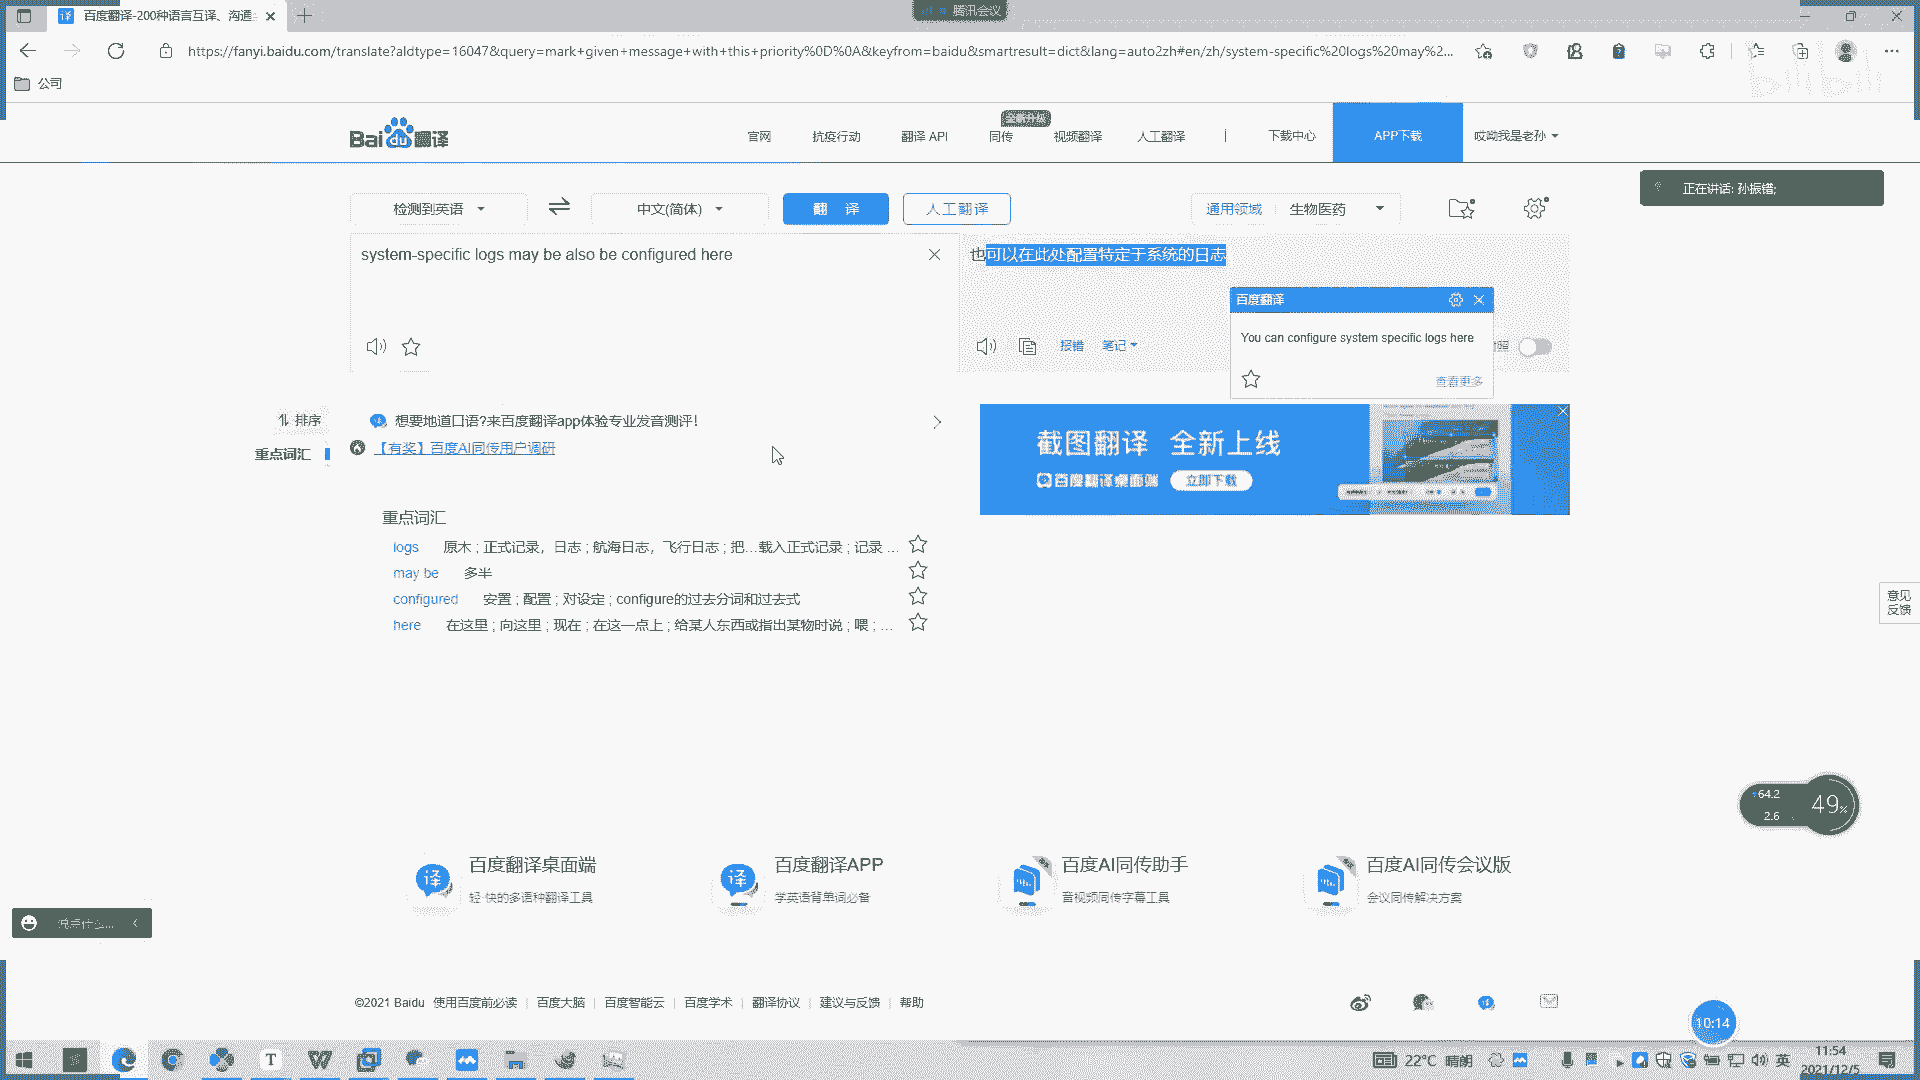 腾讯会议
百度翻译-200种语言互译、沟通
https://fanyi.baidu.com/translate?aldtype=16047&query=mark+given+message+with+this+priority%0D%0A&keyfrom=baidu&smartresult=dict&lang=auto2zh#en/zh/system-specific%20logs%20may%2...
公司
bilibili
Bai 翻译
官网
抗疫行动
翻译 API
全新升级
同传
视频翻译
人工翻译
下载中心
APP下载
哎呦我是老孙
正在讲话: 孙振锴;
检测到英语
中文(简体)
翻 译
人工翻译
通用领域
生物医药
system-specific logs may be also be configured here
也可以在此处配置特定于系统的日志
百度翻译
You can configure system specific logs here
查看更多
报错
笔记
照
排序
想要地道口语?来百度翻译app体验专业发音测评!
重点词汇
【有奖】百度AI同传用户调研
截图翻译 全新上线
百度翻译桌面端
立即下载
重点词汇
logs 原木 ; 正式记录，日志 ; 航海日志，飞行日志 ; 把…载入正式记录 ; 记录 ...
may be 多半
configured 安置 ; 配置 ; 对设定 ; configure的过去分词和过去式
here 在这里 ; 向这里 ; 现在 ; 在这一点上 ; 给某人东西或指出某物时说 ; 喂 ; ...
意见
反馈
64.2
2.6
49%
译
百度翻译桌面端
轻·快的多语种翻译工具
译
百度翻译APP
学英语背单词必备
百度AI同传助手
音视频同传字幕工具
百度AI同传会议版
会议同传解决方案
说点什么...
©2021 Baidu 使用百度前必读 | 百度大脑 | 百度智能云 | 百度学术 | 翻译协议 | 建议与反馈 | 帮助
10:14
22°C 晴朗
英
11:54
2021/12/5